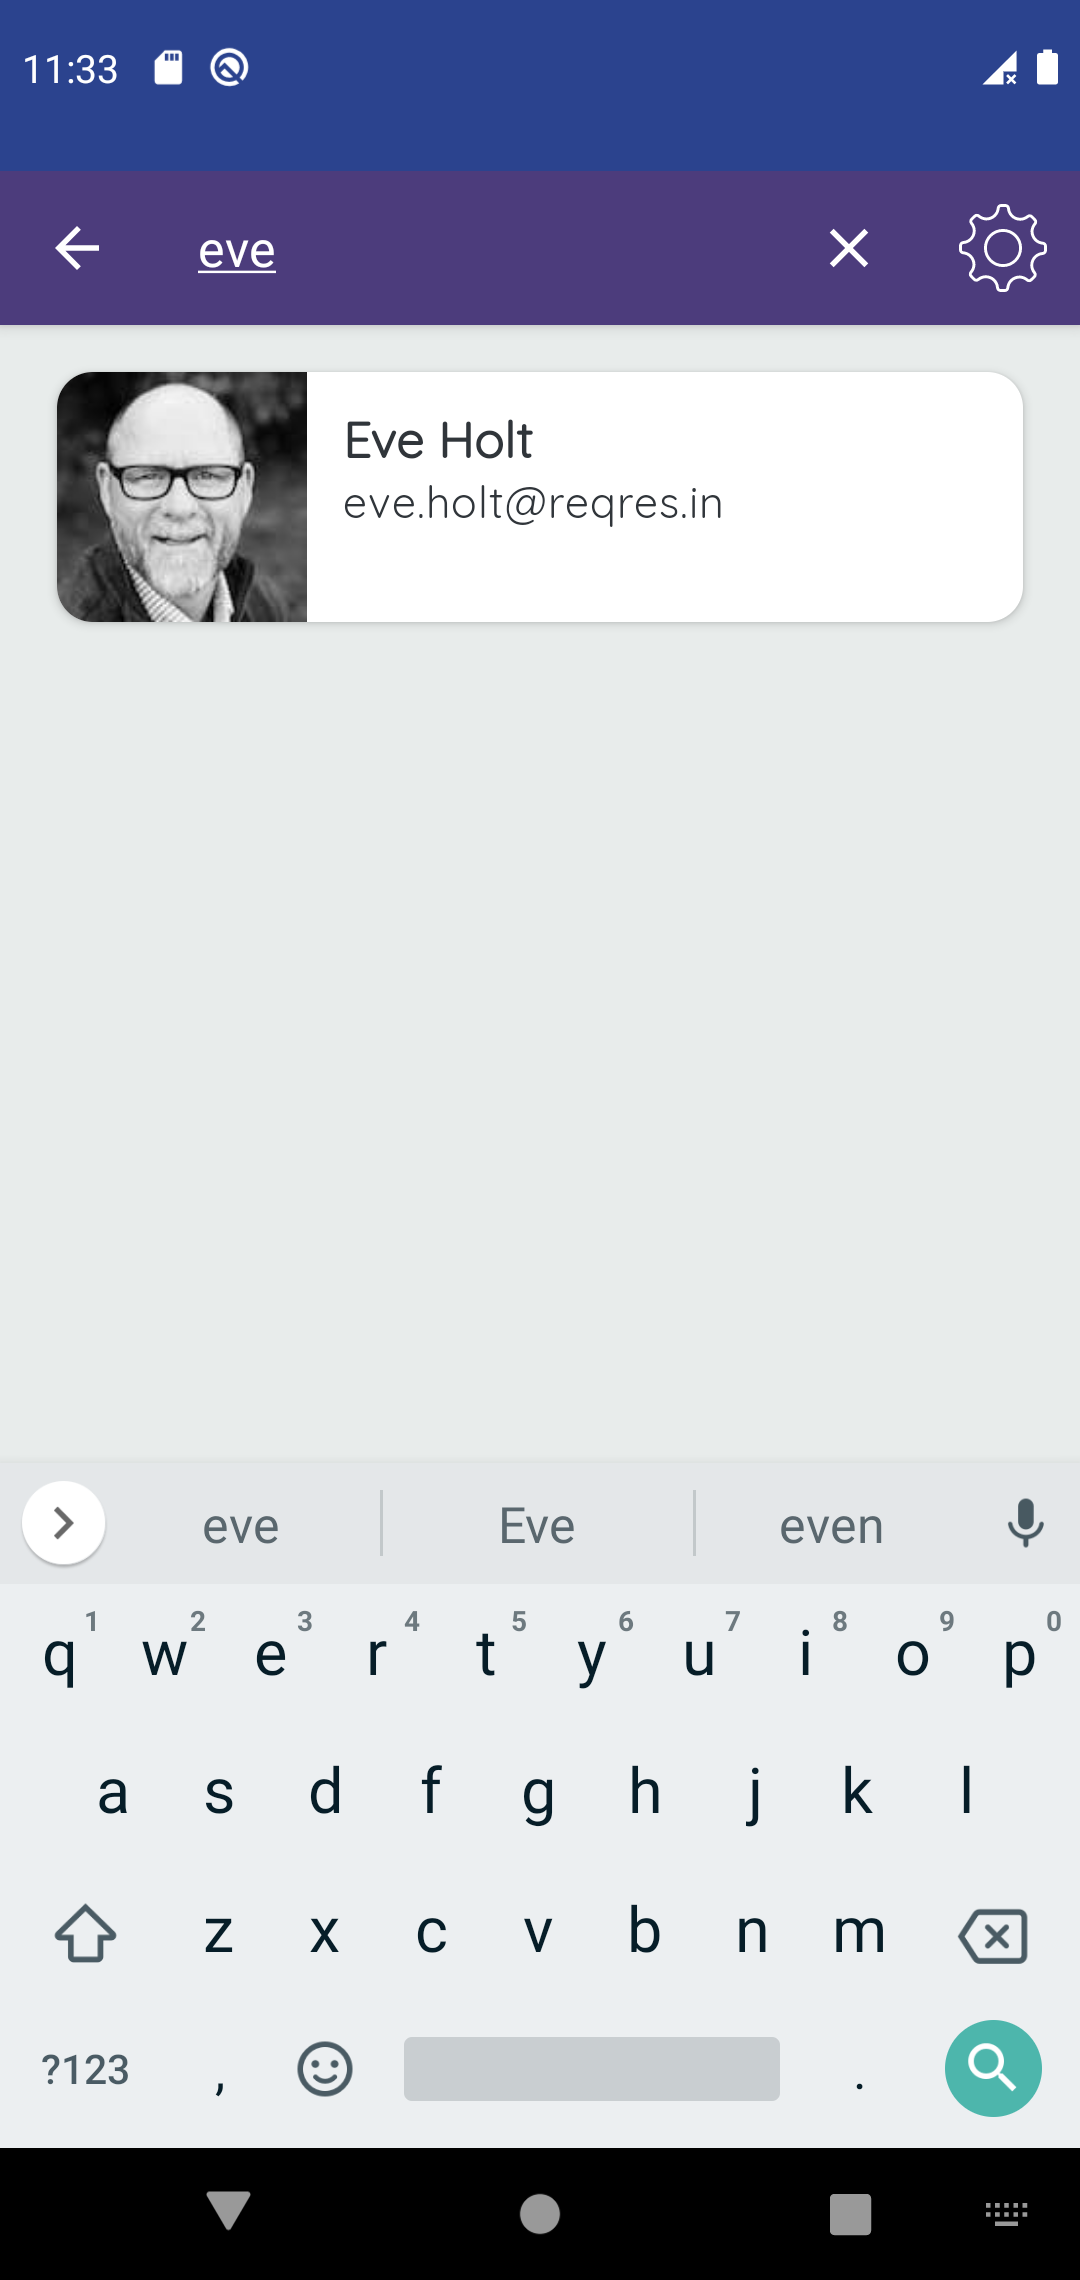 11:33
eve
Eve Holt
eve.holt@reqres.in
eve Eve even
1 2 3 4 5 6 7 8 9 0
q w e r t y u i o p
a s d f g h j k l
z x c v b n m
?123 , .